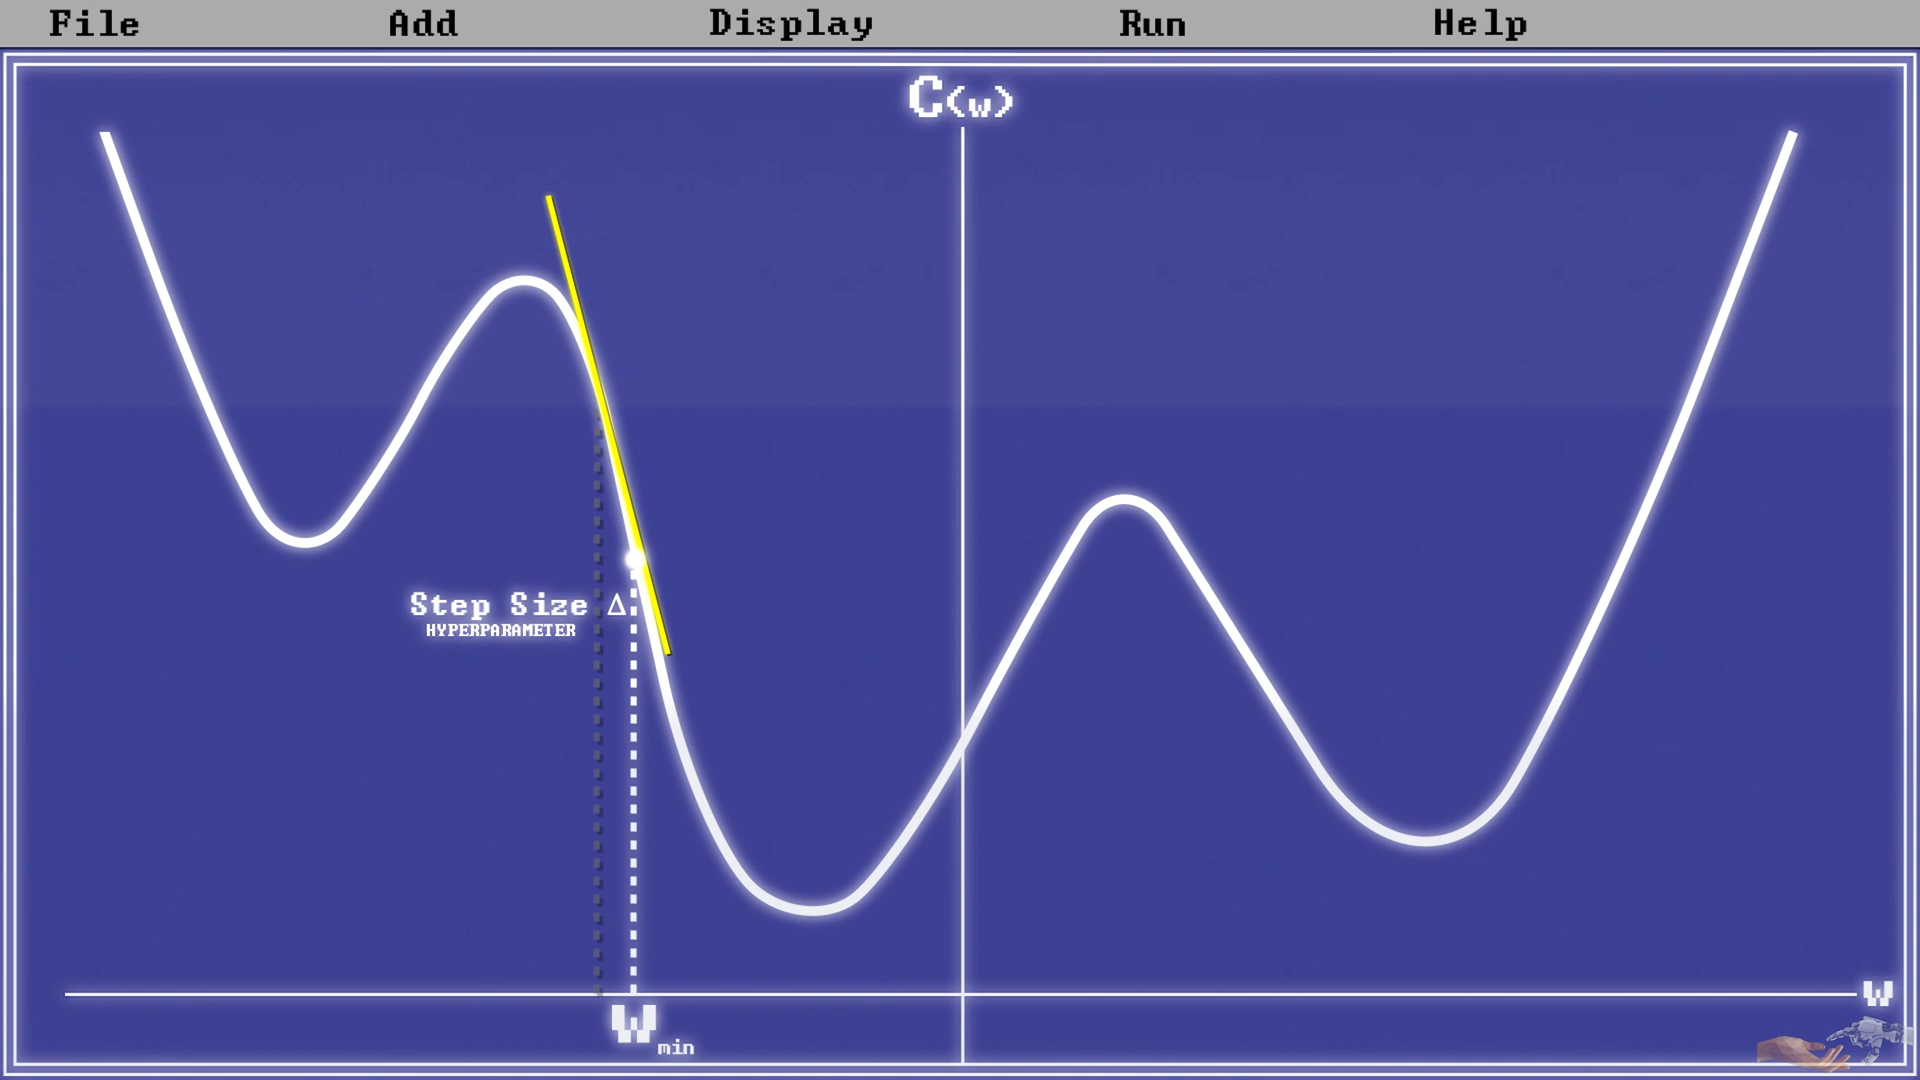 File Add Display Run Help
C(w)
Step Size Δ
HYPERPARAMETER
w
W min